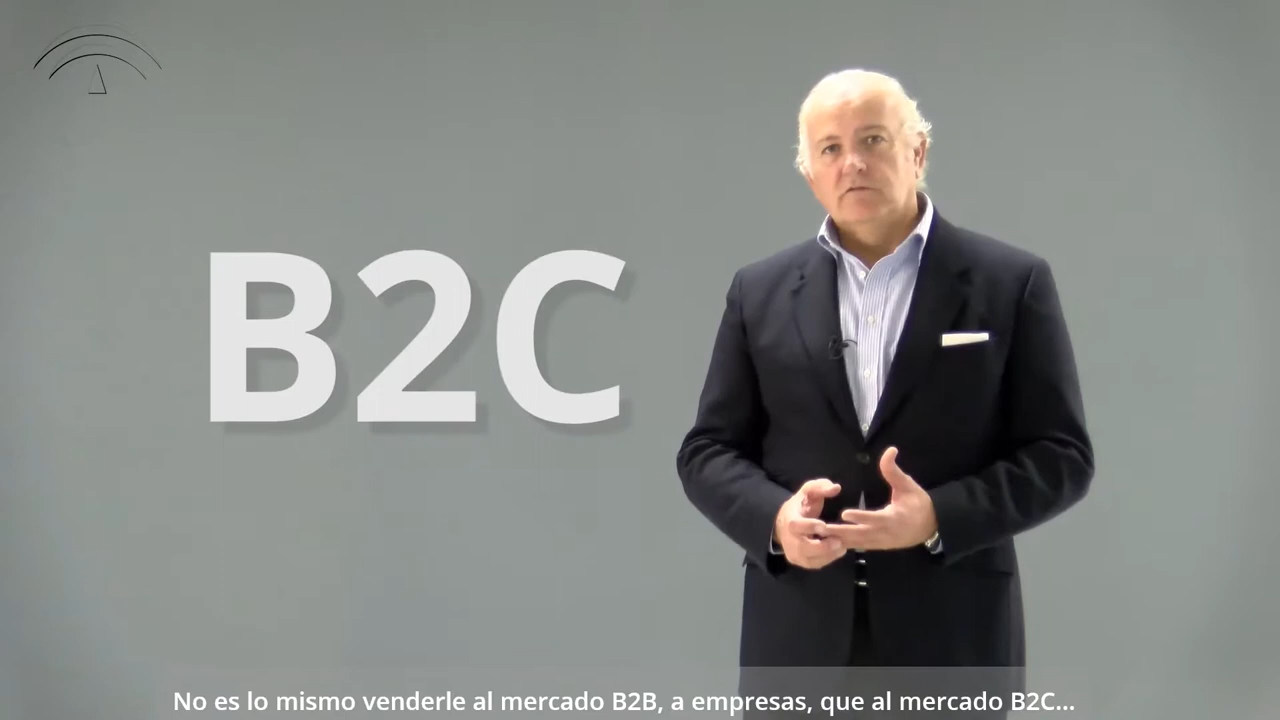 B2C
No es lo mismo venderle al mercado B2B, a empresas, que al mercado B2C...